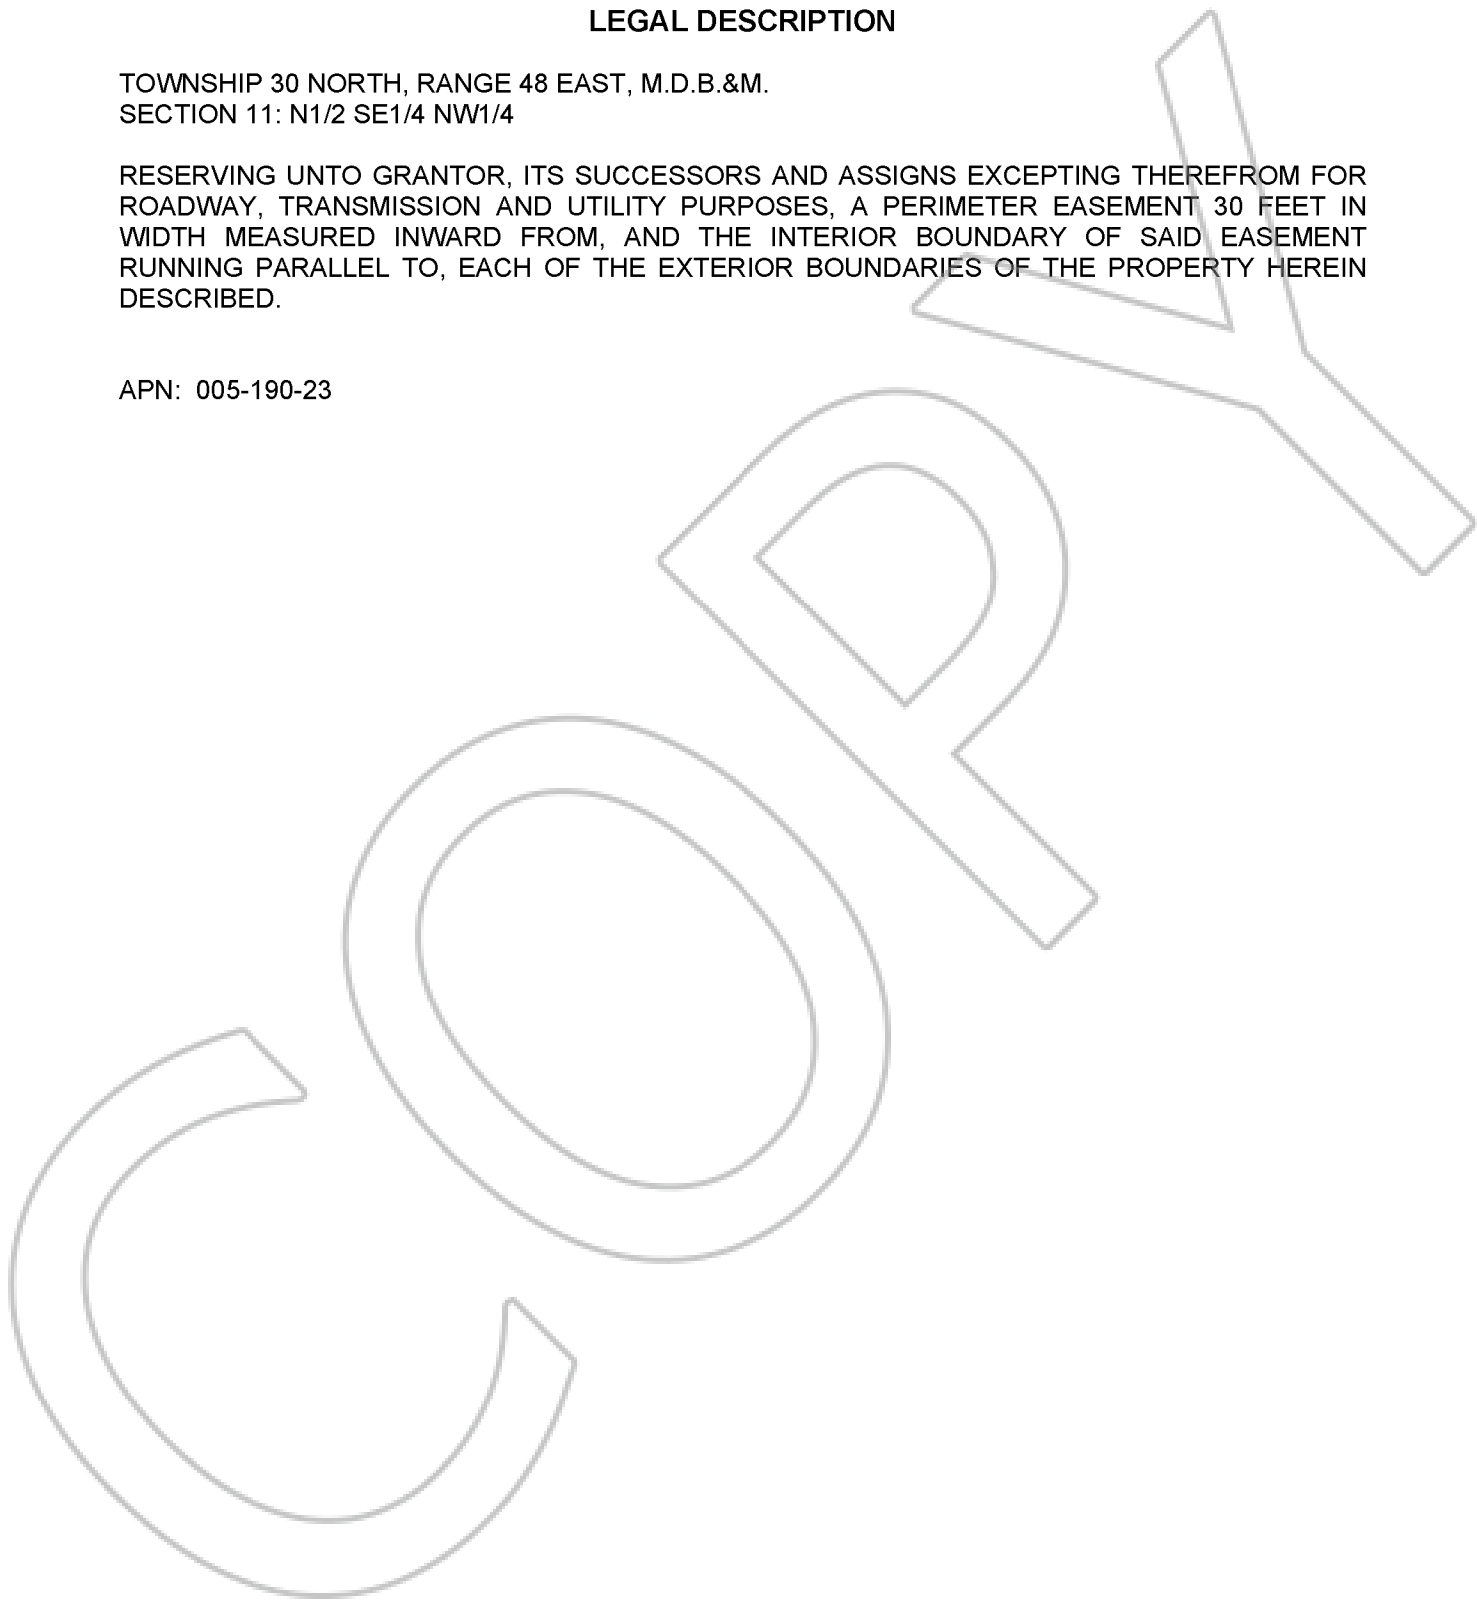 LEGAL DESCRIPTION
TOWNSHIP 30 NORTH, RANGE 48 EAST, M.D.B.&M.
SECTION 11: N1/2 SE1/4 NW1/4
RESERVING UNTO GRANTOR, ITS SUCCESSORS AND ASSIGNS EXCEPTING THEREFROM FOR
ROADWAY, TRANSMISSION AND UTILITY PURPOSES, A PERIMETER EASEMENT 30 FEET IN
WIDTH MEASURED INWARD FROM, AND THE INTERIOR BOUNDARY OF SAID EASEMENT
RUNNING PARALLEL TO, EACH OF THE EXTERIOR BOUNDARIES OF THE PROPERTY HEREIN
DESCRIBED.
APN: 005-190-23
COPY